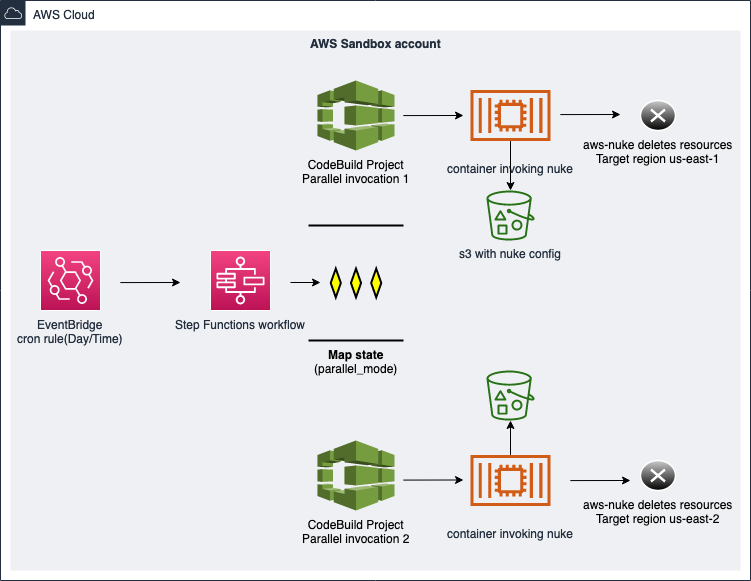 AWS Cloud
AWS Sandbox account
CodeBuild Project
Parallel invocation 1
container invoking nuke
aws-nuke deletes resources
Target region us-east-1
s3 with nuke config
EventBridge
cron rule(Day/Time)
Step Functions workflow
Map state
(parallel_mode)
CodeBuild Project
Parallel invocation 2
container invoking nuke
aws-nuke deletes resources
Target region us-east-2